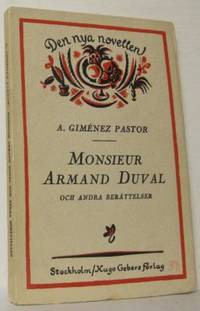 Den nya novellen
A. GIMÉNEZ PASTOR
MONSIEUR
ARMAND DUVAL
OCH ANDRA BERÄTTELSER
Stockholm/Hugo Gebers förlag